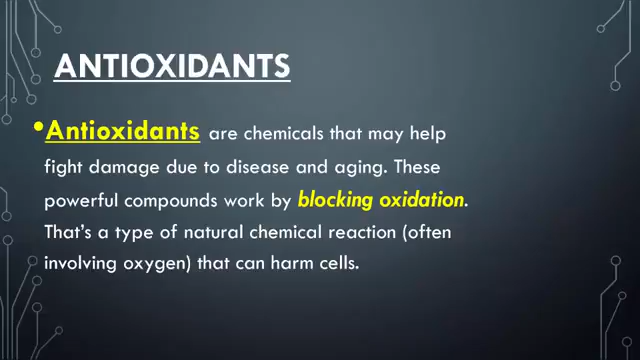 ANTIOXIDANTS
•Antioxidants are chemicals that may help
fight damage due to disease and aging. These
powerful compounds work by blocking oxidation.
That's a type of natural chemical reaction (often
involving oxygen) that can harm cells.